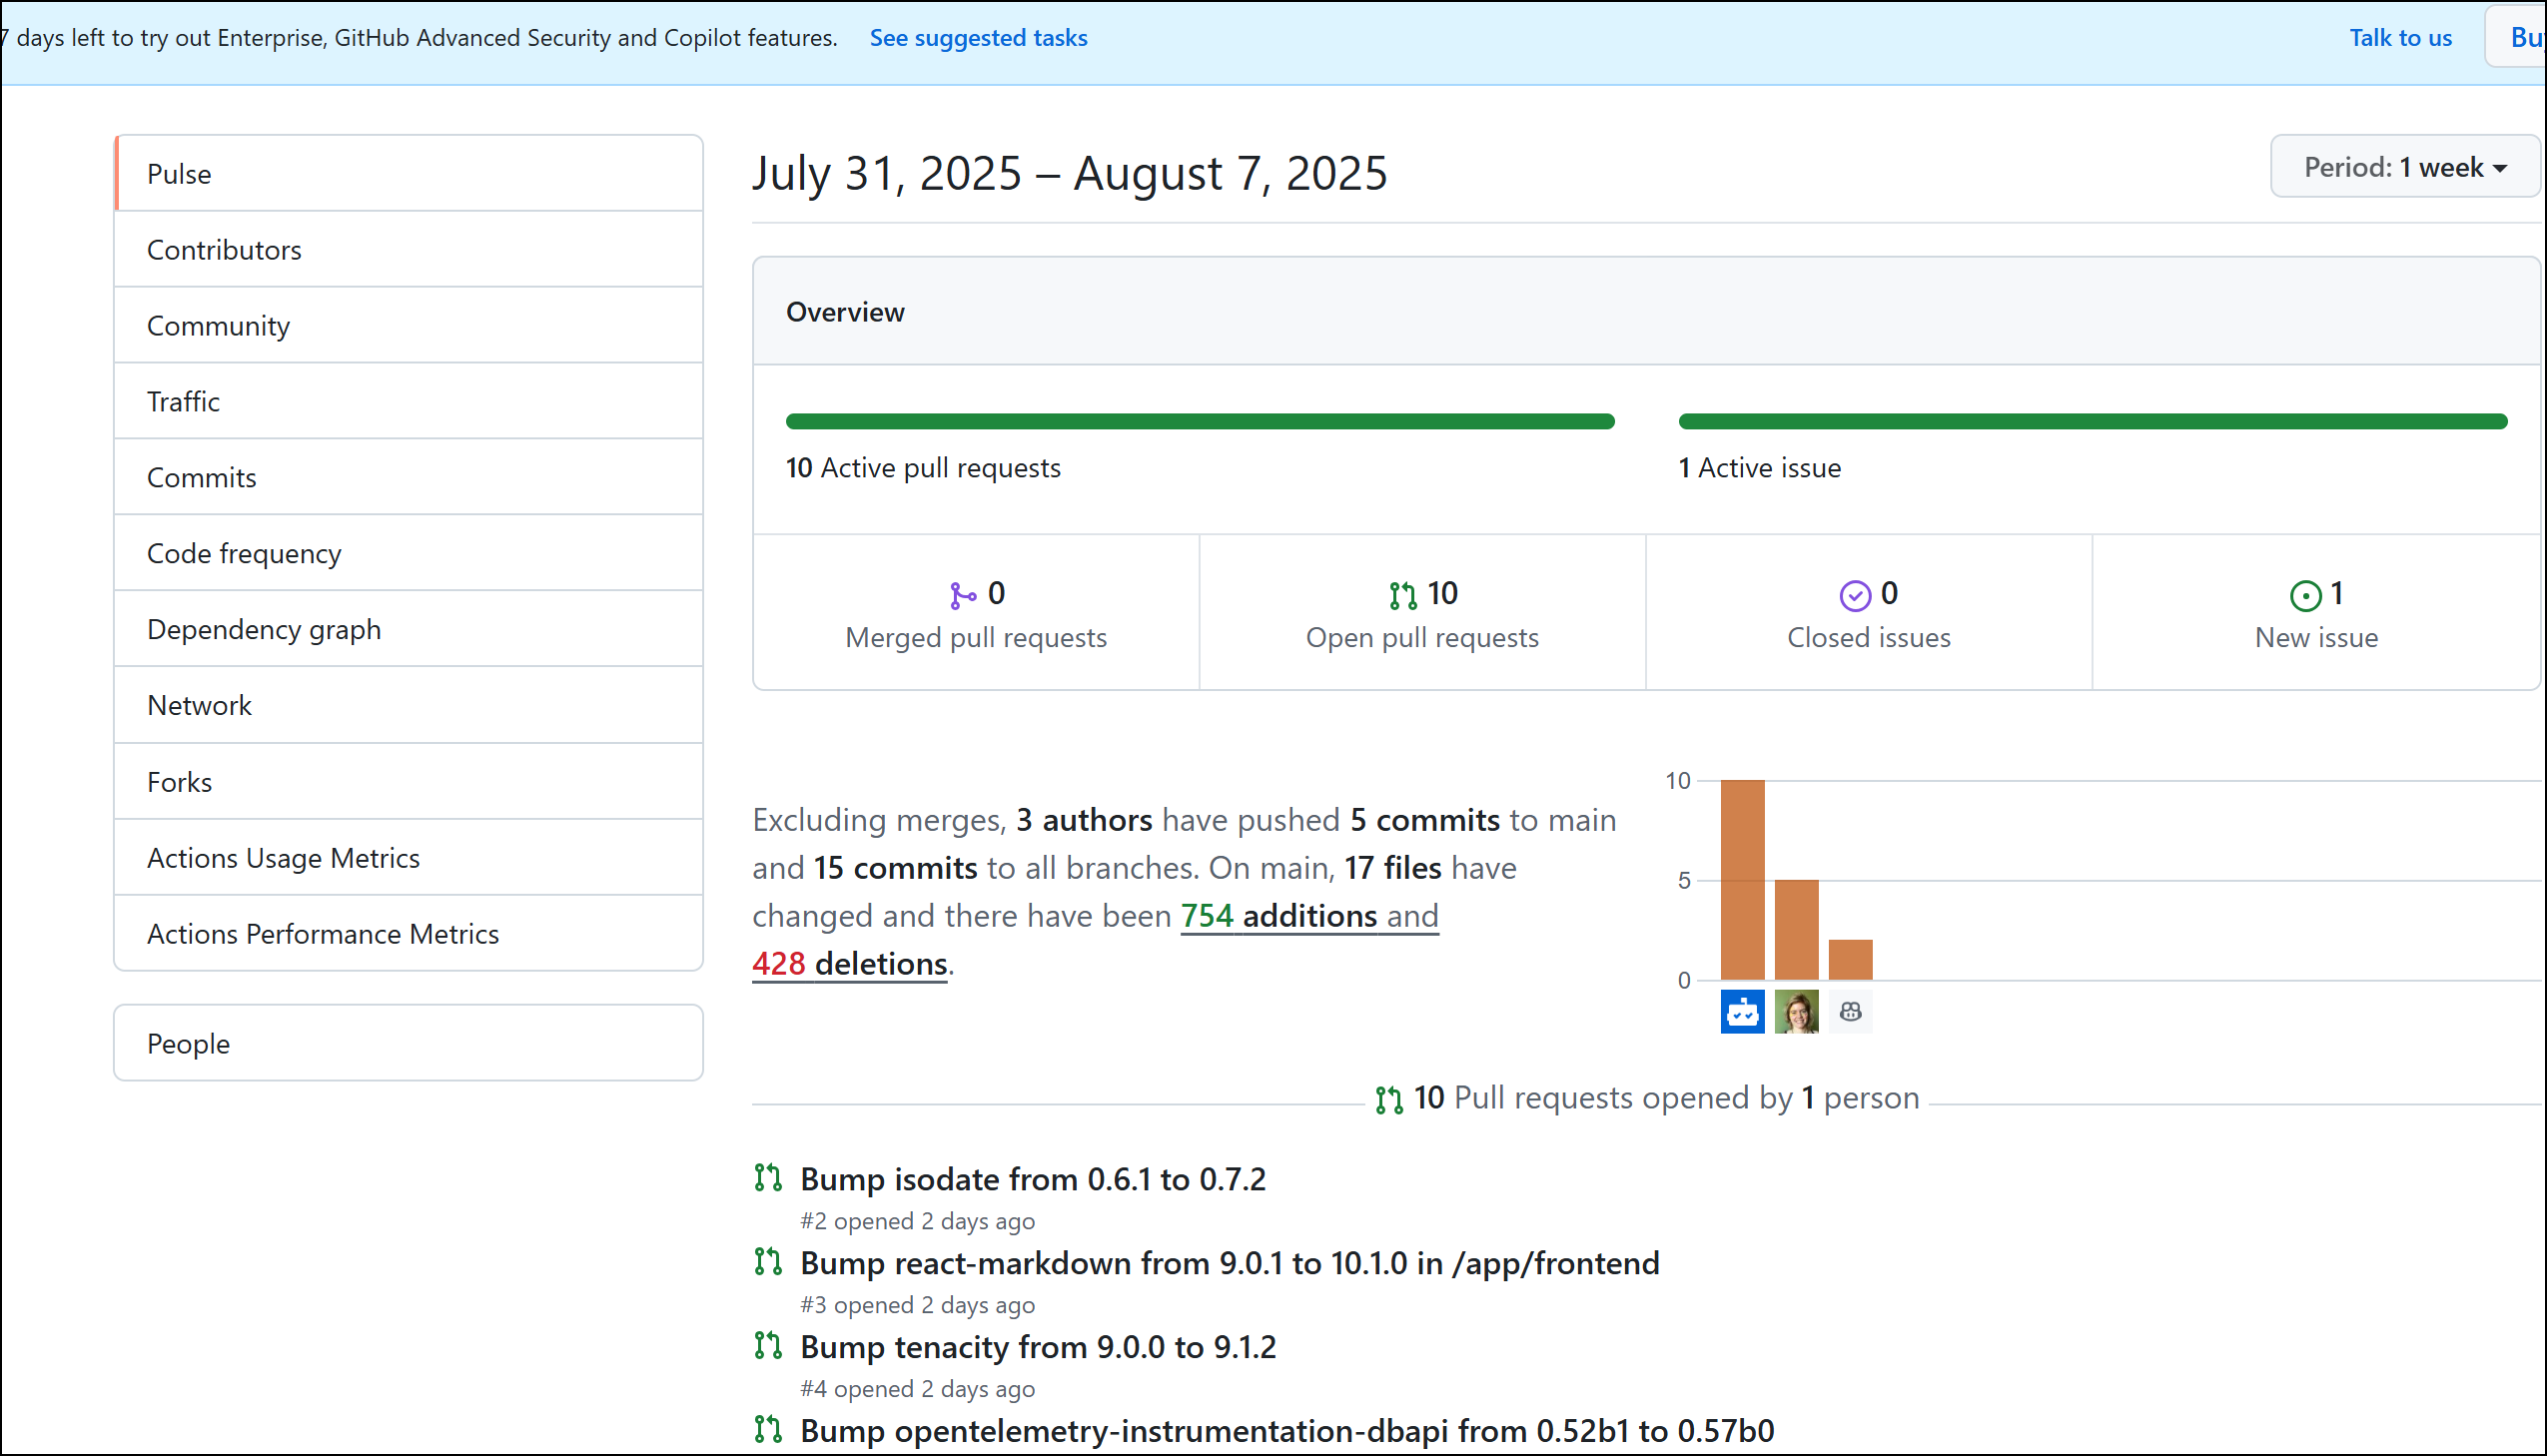 7 days left to try out Enterprise, GitHub Advanced Security and Copilot features. See suggested tasks
Talk to us
Pulse
Contributors
Community
Traffic
Commits
Code frequency
Dependency graph
Network
Forks
Actions Usage Metrics
Actions Performance Metrics
People
July 31, 2025 – August 7, 2025
Period: 1 week
Overview
10 Active pull requests
1 Active issue
0
Merged pull requests
10
Open pull requests
0
Closed issues
1
New issue
Excluding merges, 3 authors have pushed 5 commits to main
and 15 commits to all branches. On main, 17 files have
changed and there have been 754 additions and
428 deletions.
10
5
0
10 Pull requests opened by 1 person
Bump isodate from 0.6.1 to 0.7.2
#2 opened 2 days ago
Bump react-markdown from 9.0.1 to 10.1.0 in /app/frontend
#3 opened 2 days ago
Bump tenacity from 9.0.0 to 9.1.2
#4 opened 2 days ago
Bump opentelemetry-instrumentation-dbapi from 0.52b1 to 0.57b0